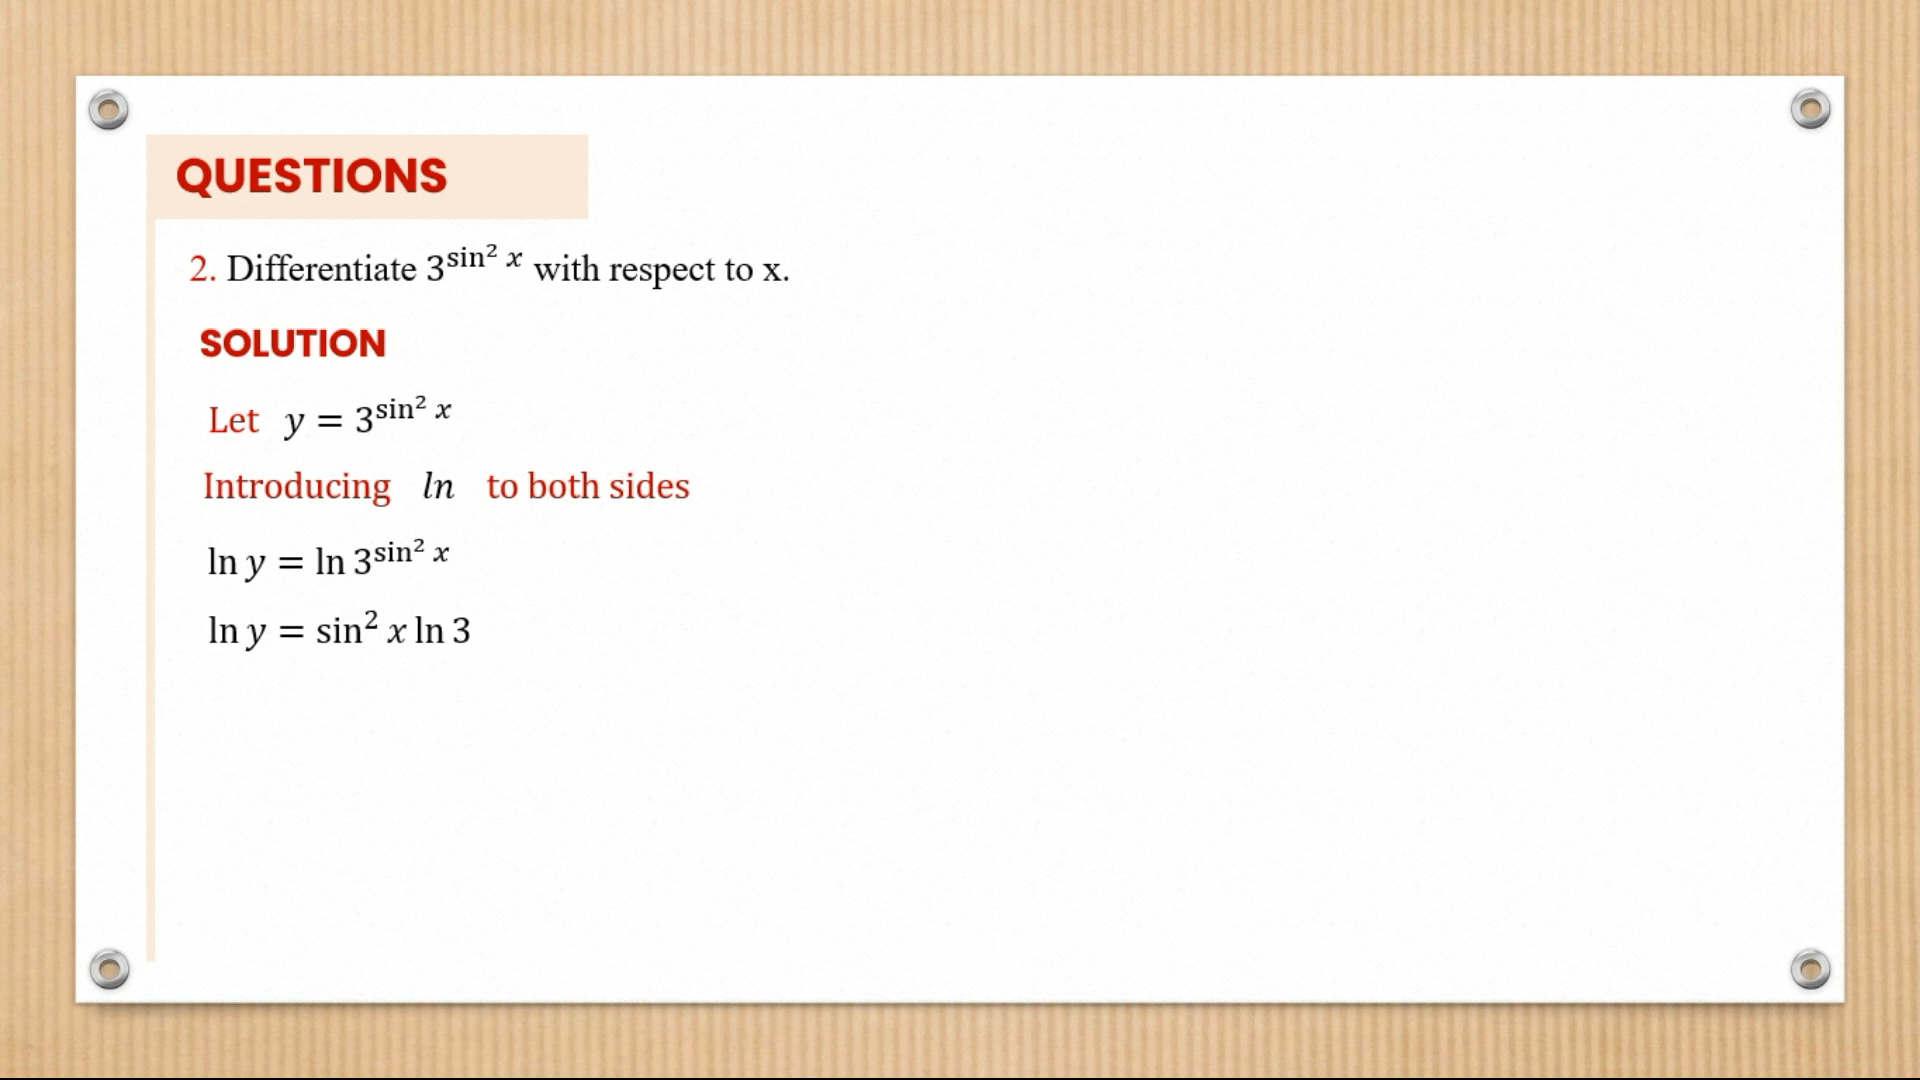 QUESTIONS
2. Differentiate 3^{sin² x} with respect to x.
SOLUTION
Let y = 3^{sin² x}
Introducing ln to both sides
ln y = ln 3^{sin² x}
ln y = sin² x ln 3